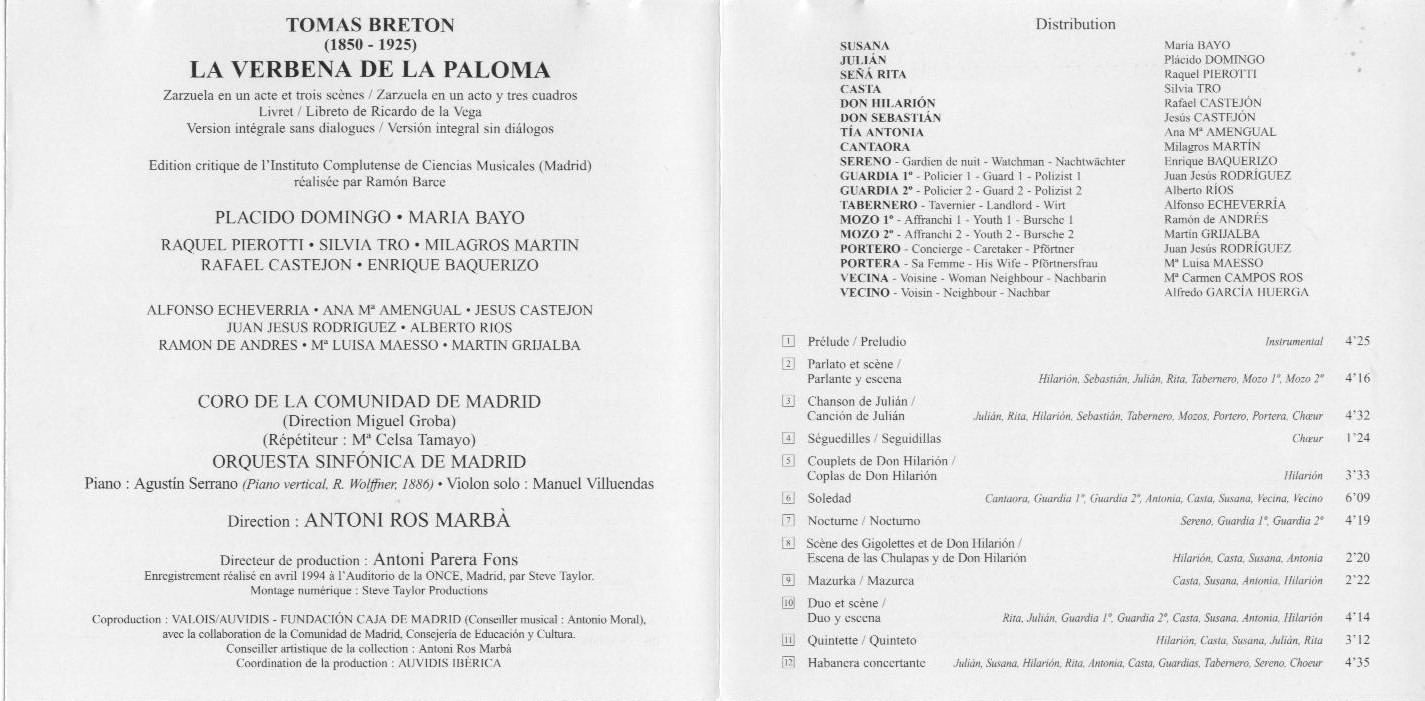 TOMAS BRETON
(1850 - 1925)
LA VERBENA DE LA PALOMA
Zarzuela en un acte et trois scènes / Zarzuela en un acto y tres cuadros
Livret / Libreto de Ricardo de la Vega
Version intégrale sans dialogues / Versión integral sin diálogos
Edition critique de l'Instituto Complutense de Ciencias Musicales (Madrid)
réalisée par Ramón Barce
PLACIDO DOMINGO • MARIA BAYO
RAQUEL PIEROTTI • SILVIA TRO • MILAGROS MARTIN
RAFAEL CASTEJON • ENRIQUE BAQUERIZO
ALFONSO ECHEVERRIA • ANA Mª AMENGUAL • JESUS CASTEJON
JUAN JESUS RODRIGUEZ • ALBERTO RIOS
RAMON DE ANDRES • Mª LUISA MAESSO • MARTIN GRIJALBA
CORO DE LA COMUNIDAD DE MADRID
(Direction Miguel Groba)
(Répétiteur : Mª Celsa Tamayo)
ORQUESTA SINFÓNICA DE MADRID
Piano : Agustín Serrano (Piano vertical, R. Wolffner, 1886) • Violon solo : Manuel Villuendas
Direction : ANTONI ROS MARBÀ
Directeur de production : Antoni Parera Fons
Enregistrement réalisé en avril 1994 à l'Auditorio de la ONCE, Madrid, par Steve Taylor.
Montage numérique : Steve Taylor Productions
Coproduction : VALOIS/AUVIDIS - FUNDACIÓN CAJA DE MADRID (Conseiller musical : Antonio Moral),
avec la collaboration de la Comunidad de Madrid, Consejería de Educación y Cultura.
Conseiller artistique de la collection : Antoni Ros Marbà
Coordination de la production : AUVIDIS IBÉRICA
Distribution
SUSANA María BAYO
JULIÁN Plácido DOMINGO
SEÑÁ RITA Raquel PIEROTTI
CASTA Silvia TRO
DON HILARIÓN Rafael CASTEJÓN
DON SEBASTIÁN Jesús CASTEJÓN
TÍA ANTONIA Ana Mª AMENGUAL
CANTAORA Milagros MARTÍN
SERENO - Gardien de nuit - Watchman - Nachtwächter Enrique BAQUERIZO
GUARDIA 1º - Policier 1 - Guard 1 - Polizist 1 Juan Jesús RODRÍGUEZ
GUARDIA 2º - Policier 2 - Guard 2 - Polizist 2 Alberto RÍOS
TABERNERO - Tavernier - Landlord - Wirt Alfonso ECHEVERRÍA
MOZO 1º - Affranchi 1 - Youth 1 - Bursche 1 Ramón de ANDRÉS
MOZO 2º - Affranchi 2 - Youth 2 - Bursche 2 Martín GRIJALBA
PORTERO - Concierge - Caretaker - Pförtner Juan Jesús RODRÍGUEZ
PORTERA - Sa Femme - His Wife - Pförtnersfrau Mª Luisa MAESSO
VECINA - Voisine - Woman Neighbour - Nachbarin Mª Carmen CAMPOS ROS
VECINO - Voisin - Neighbour - Nachbar Alfredo GARCÍA HUERGA
1 Prélude / Preludio Instrumental 4'25
2 Parlato et scène /
Parlante y escena Hilarión, Sebastián, Julián, Rita, Tabernero, Mozo 1º, Mozo 2º 4'16
3 Chanson de Julián /
Canción de Julián Julián, Rita, Hilarión, Sebastián, Tabernero, Mozos, Portero, Portera, Chœur 4'32
4 Séguedilles / Seguidillas Chœur 1'24
5 Couplets de Don Hilarión /
Coplas de Don Hilarión Hilarión 3'33
6 Soledad Cantaora, Guardia 1º, Guardia 2º, Antonia, Casta, Susana, Vecina, Vecino 6'09
7 Nocturne / Nocturno Sereno, Guardia 1º, Guardia 2º 4'19
8 Scène des Gigolettes et de Don Hilarión /
Escena de las Chulapas y de Don Hilarión Hilarión, Casta, Susana, Antonia 2'20
9 Mazurka / Mazurca Casta, Susana, Antonia, Hilarión 2'22
10 Duo et scène /
Duo y escena Rita, Julián, Guardia 1º, Guardia 2º, Casta, Susana, Antonia, Hilarión 4'14
11 Quintette / Quinteto Hilarión, Casta, Susana, Julián, Rita 3'12
12 Habanera concertante Julián, Susana, Hilarión, Rita, Antonia, Casta, Guardias, Tabernero, Sereno, Choeur 4'35